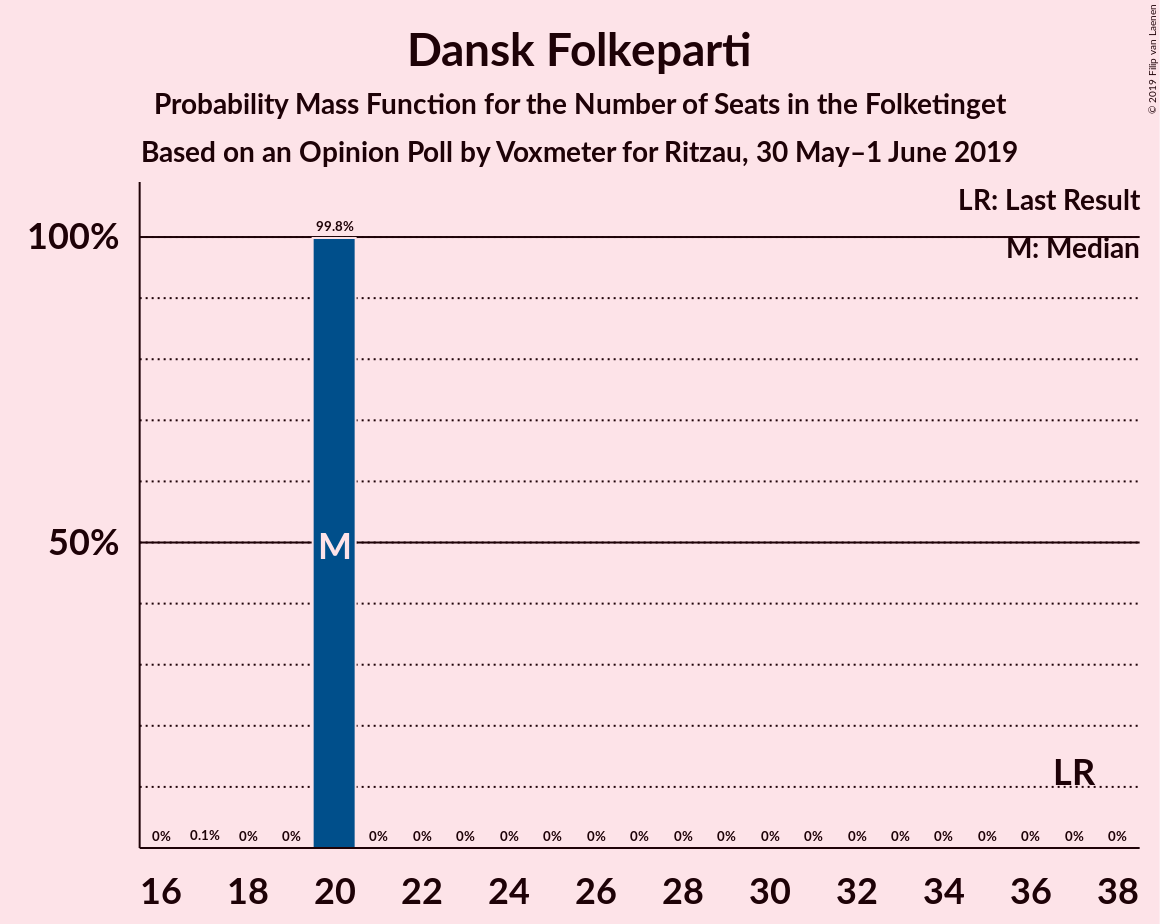 Dansk Folkeparti
Probability Mass Function for the Number of Seats in the Folketinget
Based on an Opinion Poll by Voxmeter for Ritzau, 30 May–1 June 2019
© 2019 Filip van Laenen
LR: Last Result
M: Median
99.8%
100%
50%
M
LR
0% 0.1% 0% 0% 0% 0% 0% 0% 0% 0% 0% 0% 0% 0% 0% 0% 0% 0% 0% 0% 0% 0%
16 18 20 22 24 26 28 30 32 34 36 38